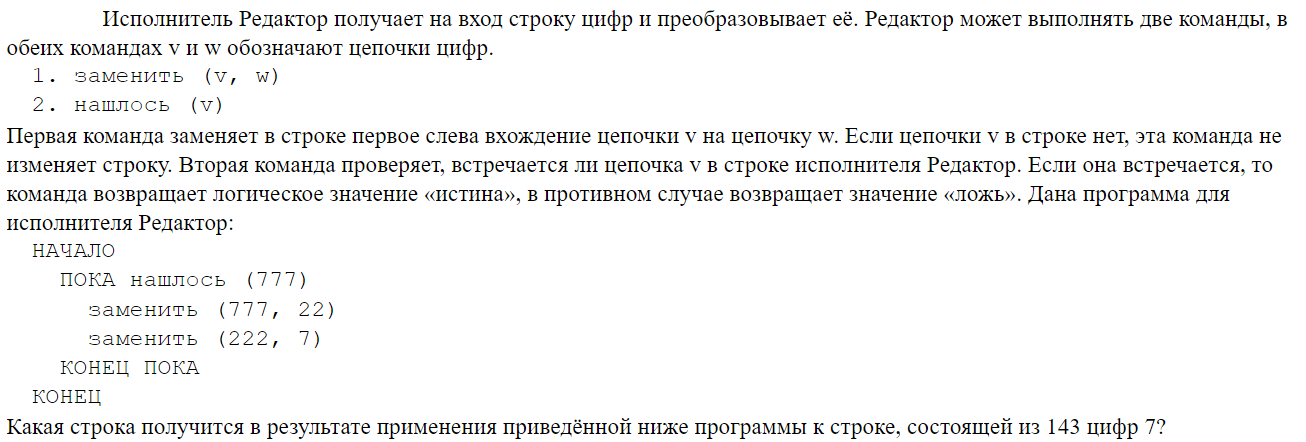 Исполнитель Редактор получает на вход строку цифр и преобразовывает её. Редактор может выполнять две команды, в
обеих командах v и w обозначают цепочки цифр.
1. заменить (v, w)
2. нашлось (v)
Первая команда заменяет в строке первое слева вхождение цепочки v на цепочку w. Если цепочки v в строке нет, эта команда не
изменяет строку. Вторая команда проверяет, встречается ли цепочка v в строке исполнителя Редактор. Если она встречается, то
команда возвращает логическое значение «истина», в противном случае возвращает значение «ложь». Дана программа для
исполнителя Редактор:
НАЧАЛО
ПОКА нашлось (777)
заменить (777, 22)
заменить (222, 7)
КОНЕЦ ПОКА
КОНЕЦ
Какая строка получится в результате применения приведённой ниже программы к строке, состоящей из 143 цифр 7?